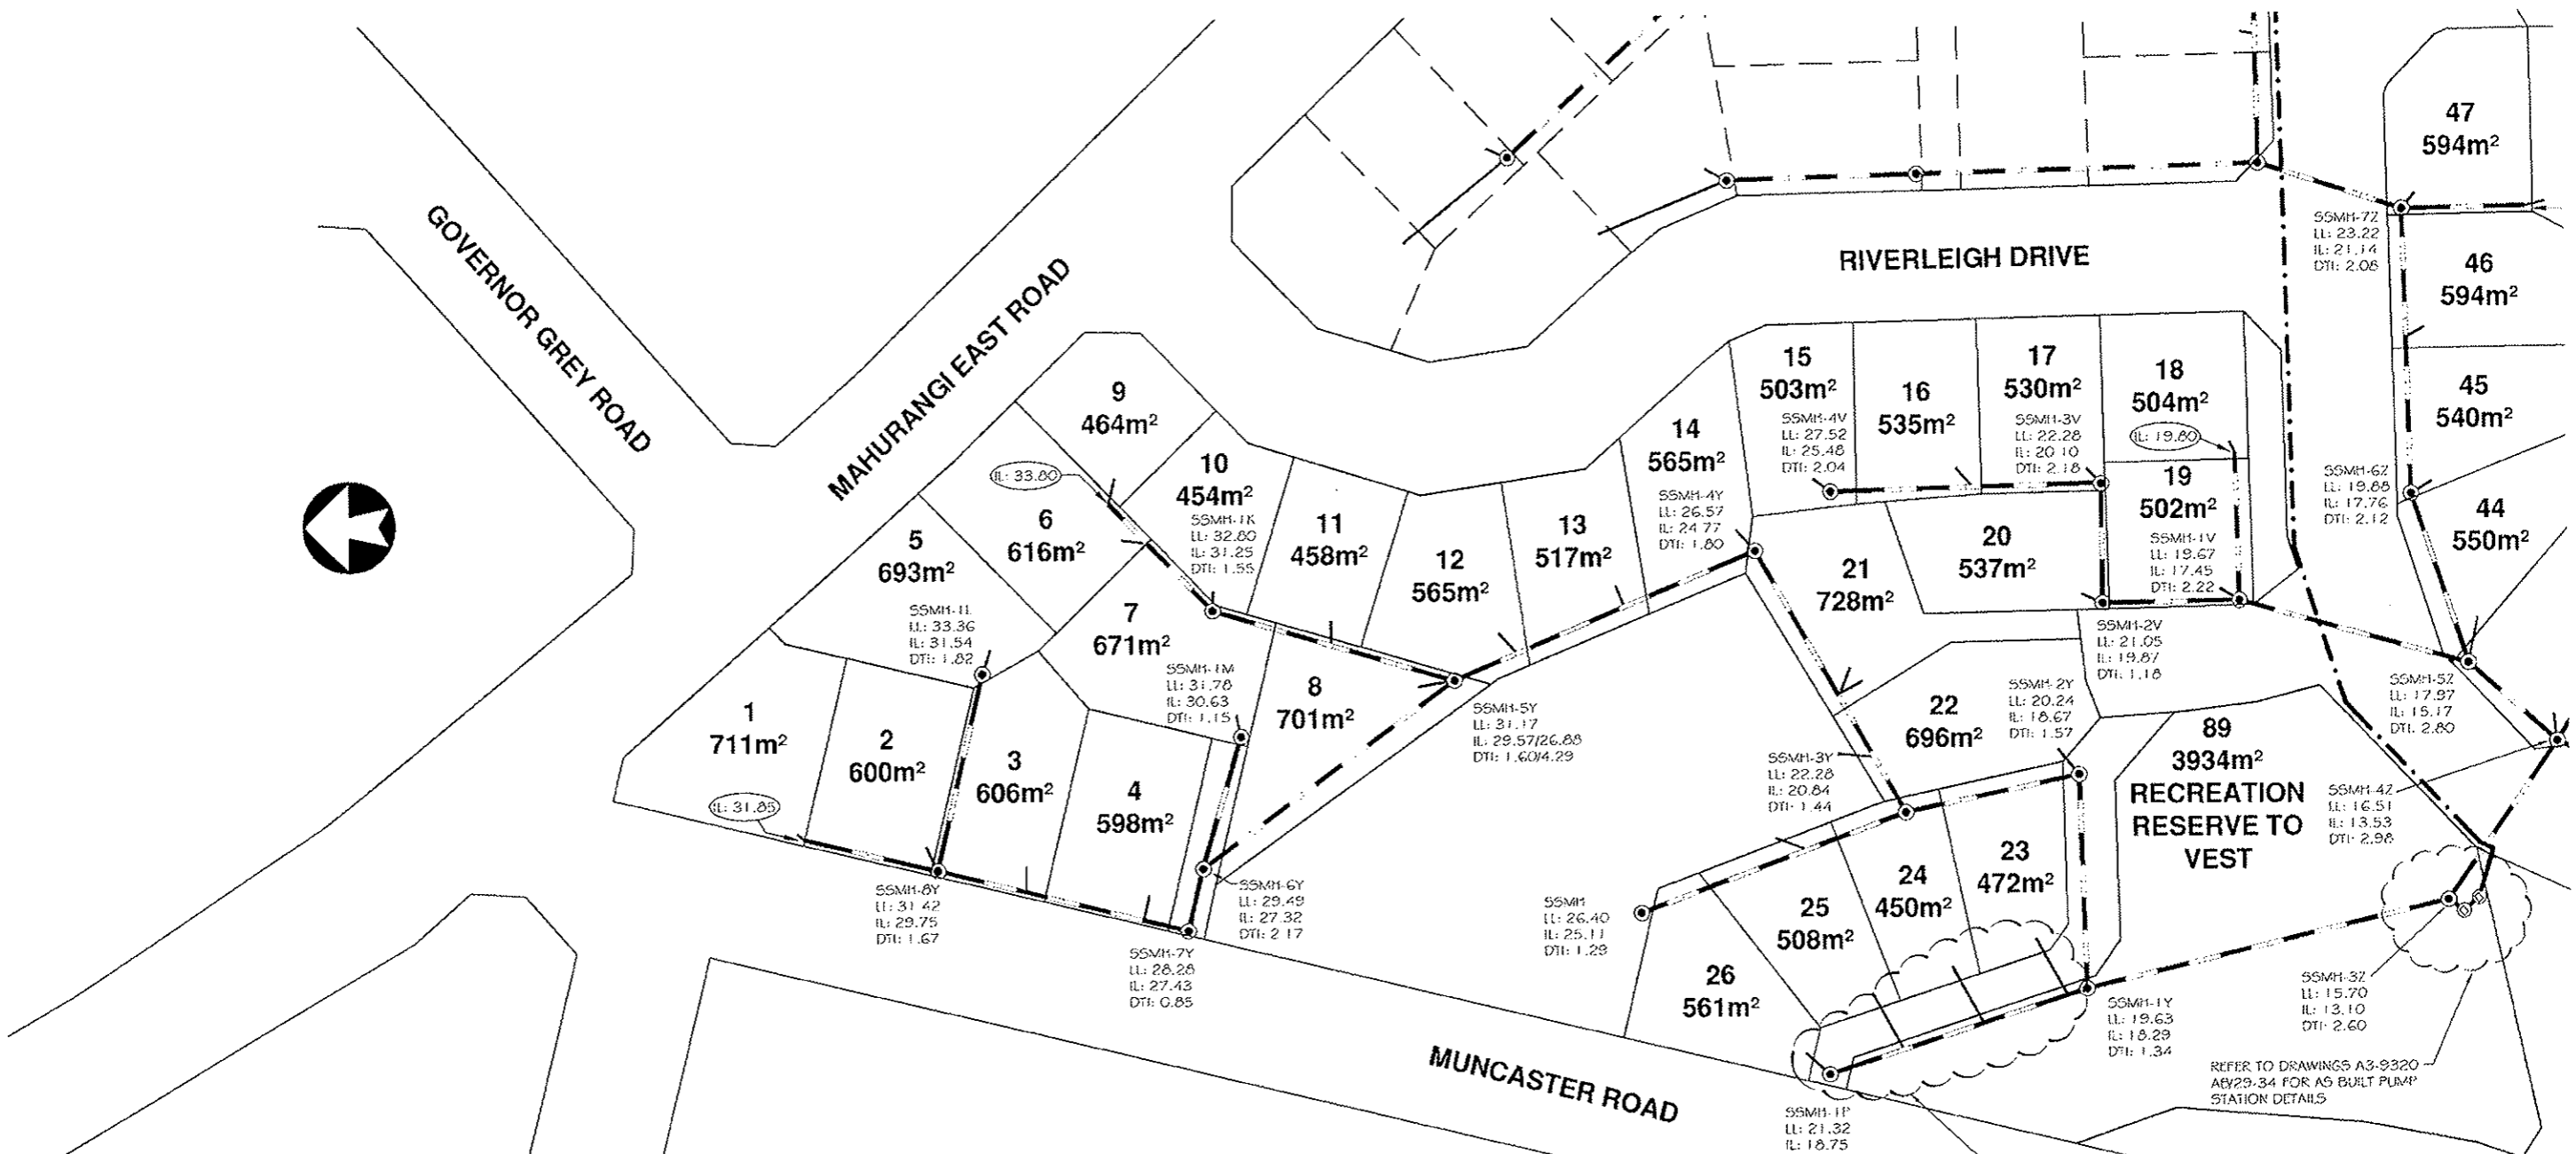 GOVERNOR GREY ROAD
MAHURANGI EAST ROAD
RIVERLEIGH DRIVE
MUNCASTER ROAD
47
594m²
SSMH-7Z
LL: 23.22
IL: 21.14
DTI: 2.08
46
594m²
45
540m²
SSMH-6Z
LL: 19.88
IL: 17.76
DTI: 2.12
44
550m²
9
464m²
IL: 33.80
10
454m²
SSMH-1K
LL: 32.80
IL: 31.25
DTI: 1.55
11
458m²
12
565m²
13
517m²
14
565m²
SSMH-4Y
LL: 26.57
IL: 24.77
DTI: 1.80
15
503m²
SSMH-4V
LL: 27.52
IL: 25.48
DTI: 2.04
16
535m²
17
530m²
SSMH-3V
LL: 22.28
IL: 20.10
DTI: 2.18
18
504m²
IL: 19.80
19
502m²
SSMH-1V
LL: 19.67
IL: 17.45
DTI: 2.22
20
537m²
21
728m²
SSMH-2V
LL: 21.05
IL: 19.87
DTI: 1.18
5
693m²
SSMH-1L
LL: 33.36
IL: 31.54
DTI: 1.82
6
616m²
7
671m²
SSMH-1M
LL: 31.78
IL: 30.63
DTI: 1.15
8
701m²
SSMH-5Y
LL: 31.17
IL: 29.57/26.88
DTI: 1.60/4.29
1
711m²
IL: 31.85
2
600m²
3
606m²
4
598m²
SSMH-8Y
LL: 31.42
IL: 29.75
DTI: 1.67
SSMH-7Y
LL: 28.28
IL: 27.43
DTI: 0.85
SSMH-6Y
LL: 29.49
IL: 27.32
DTI: 2.17
22
696m²
SSMH-2Y
LL: 20.24
IL: 18.67
DTI: 1.57
SSMH-3Y
LL: 22.28
IL: 20.84
DTI: 1.44
SSMH
LL: 26.40
IL: 25.11
DTI: 1.29
23
472m²
24
450m²
25
508m²
26
561m²
89
3934m²
RECREATION
RESERVE TO
VEST
SSMH-5Z
LL: 17.97
IL: 15.17
DTI: 2.80
SSMH-4Z
LL: 16.51
IL: 13.53
DTI: 2.98
SSMH-3Z
LL: 15.70
IL: 13.10
DTI: 2.60
SSMH-1Y
LL: 19.63
IL: 18.29
DTI: 1.34
SSMH-1P
LL: 21.32
IL: 18.75
REFER TO DRAWINGS A3-9320
AB/29-34 FOR AS BUILT PUMP
STATION DETAILS